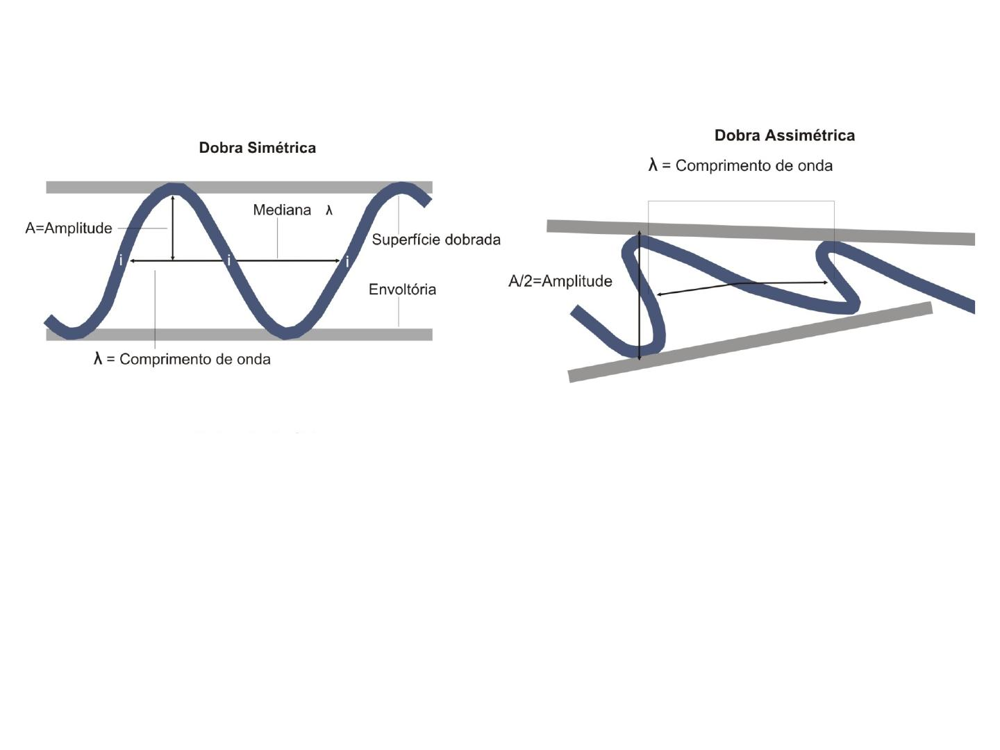 Dobra Simétrica
A=Amplitude
Mediana λ
Superfície dobrada
i i i
Envoltória
λ = Comprimento de onda
Dobra Assimétrica
λ = Comprimento de onda
A/2=Amplitude